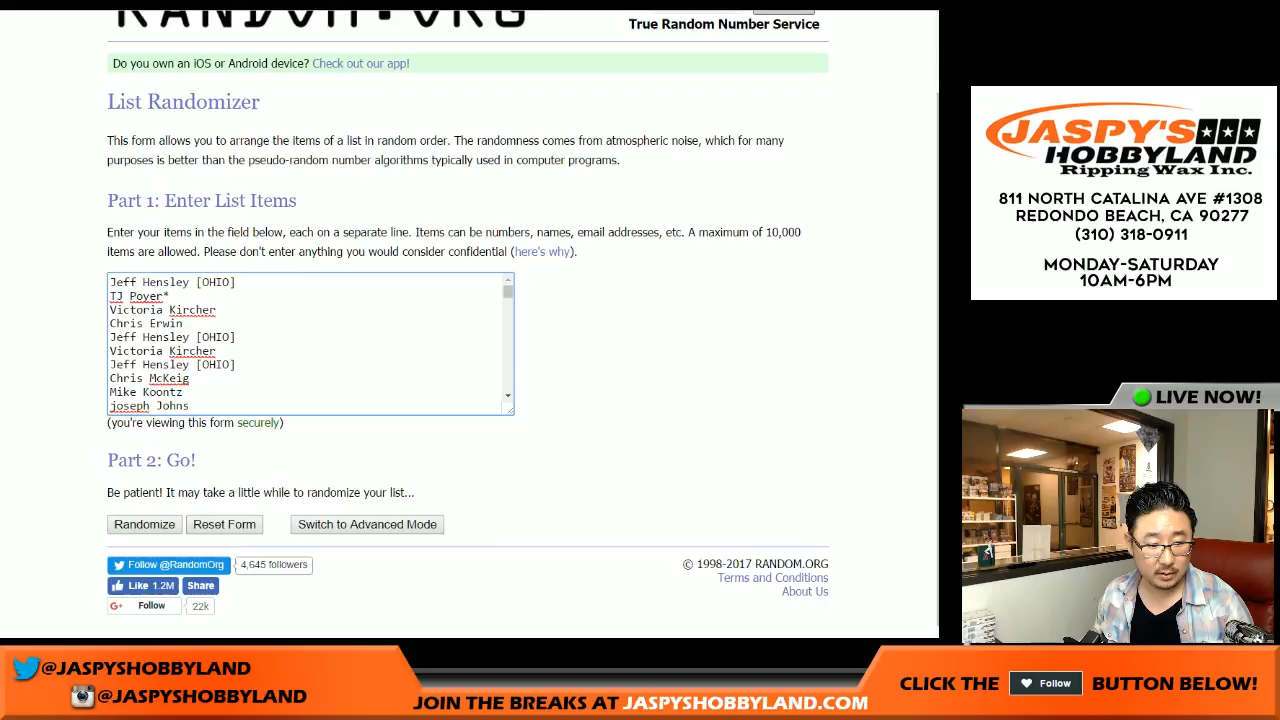 RANDOM.ORG
True Random Number Service
Do you own an iOS or Android device? Check out our app!
List Randomizer
This form allows you to arrange the items of a list in random order. The randomness comes from atmospheric noise, which for many
purposes is better than the pseudo-random number algorithms typically used in computer programs.
Part 1: Enter List Items
Enter your items in the field below, each on a separate line. Items can be numbers, names, email addresses, etc. A maximum of 10,000
items are allowed. Please don't enter anything you would consider confidential (here's why).
Jeff Hensley [OHIO]
TJ Poyer*
Victoria Kircher
Chris Erwin
Jeff Hensley [OHIO]
Victoria Kircher
Jeff Hensley [OHIO]
Chris McKeig
Mike Koontz
joseph Johns
(you're viewing this form securely)
Part 2: Go!
Be patient! It may take a little while to randomize your list...
Randomize
Reset Form
Switch to Advanced Mode
Follow @RandomOrg
4,645 followers
Like 1.2M
Share
G+ Follow
22k
© 1998-2017 RANDOM.ORG
Terms and Conditions
About Us
JASPY'S
HOBBYLAND
Ripping Wax Inc.
811 NORTH CATALINA AVE #1308
REDONDO BEACH, CA 90277
(310) 318-0911
MONDAY-SATURDAY
10AM-6PM
LIVE NOW!
@JASPYSHOBBYLAND
@JASPYSHOBBYLAND
JOIN THE BREAKS AT JASPYSHOBBYLAND.COM
CLICK THE
Follow
BUTTON BELOW!